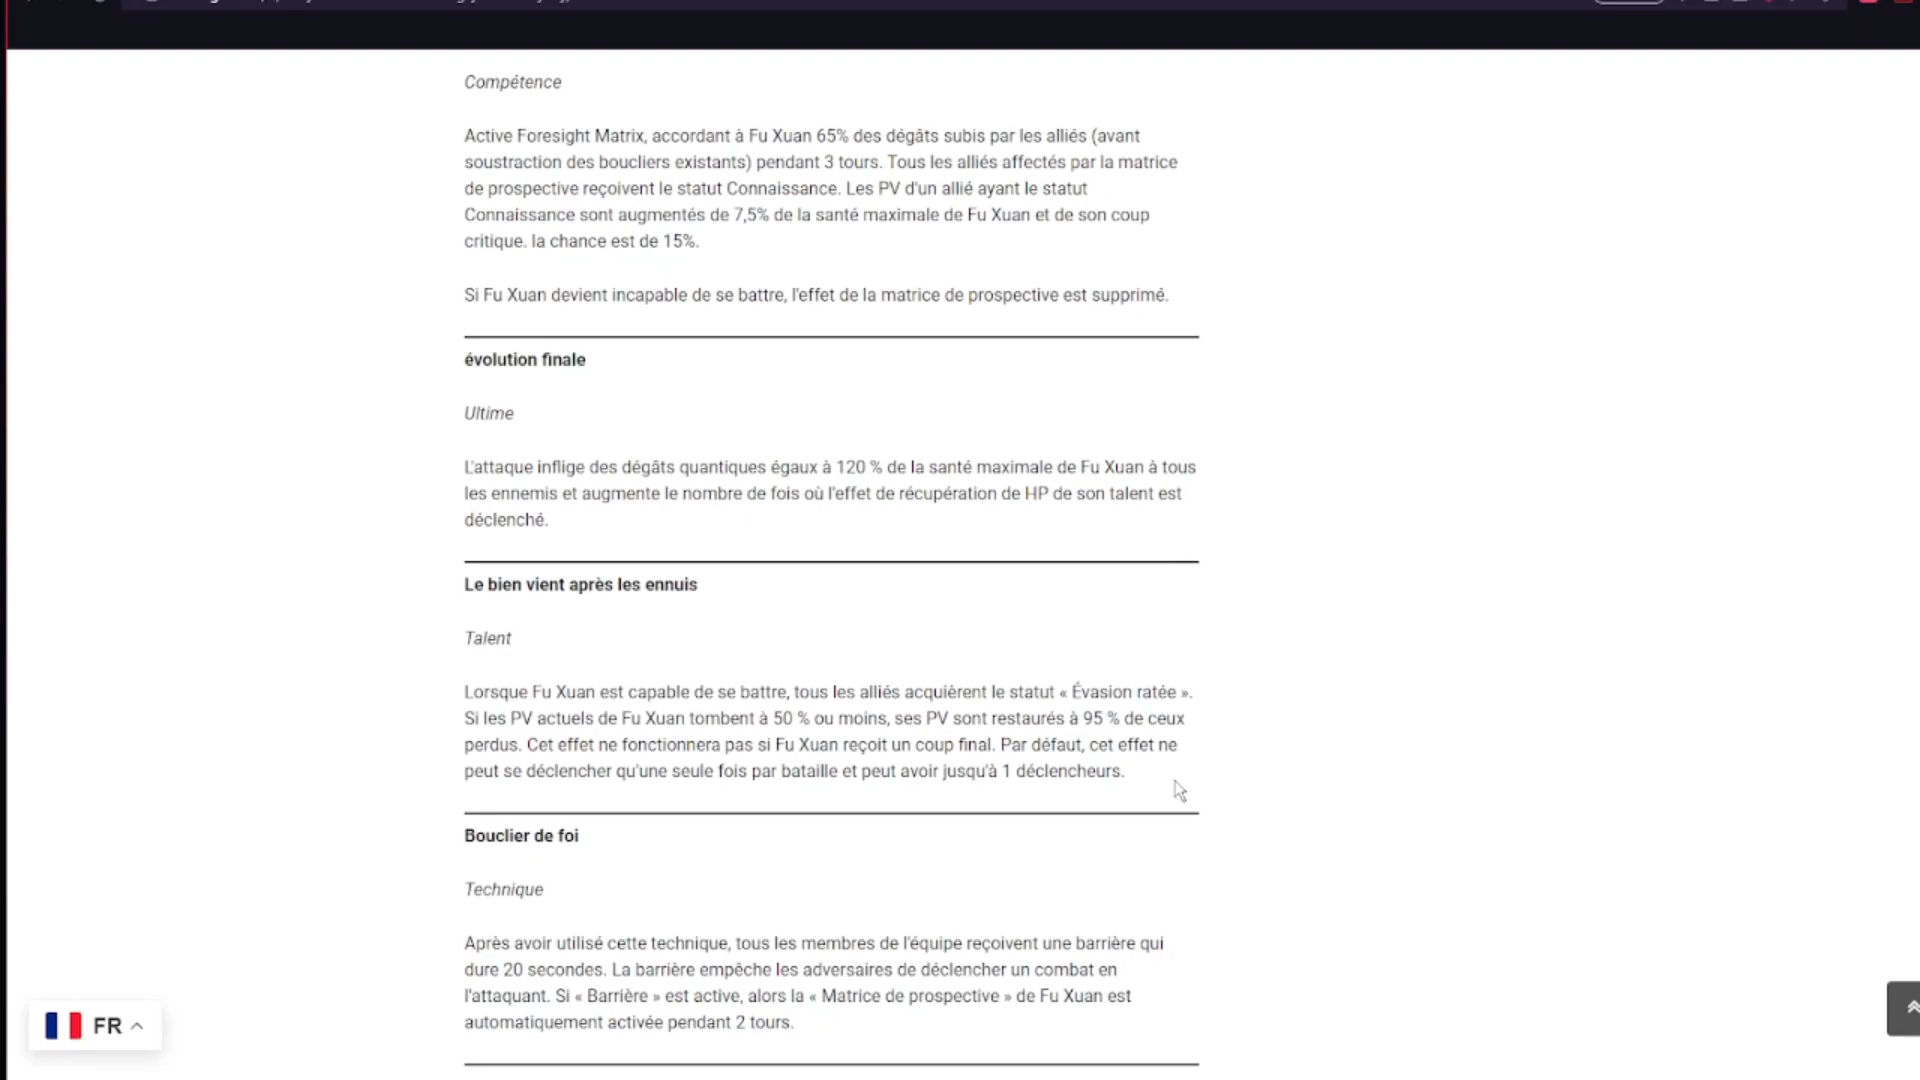 Compétence
Active Foresight Matrix, accordant à Fu Xuan 65% des dégâts subis par les alliés (avant
soustraction des boucliers existants) pendant 3 tours. Tous les alliés affectés par la matrice
de prospective reçoivent le statut Connaissance. Les PV d'un allié ayant le statut
Connaissance sont augmentés de 7,5% de la santé maximale de Fu Xuan et de son coup
critique. la chance est de 15%.
Si Fu Xuan devient incapable de se battre, l'effet de la matrice de prospective est supprimé.
évolution finale
Ultime
L'attaque inflige des dégâts quantiques égaux à 120 % de la santé maximale de Fu Xuan à tous
les ennemis et augmente le nombre de fois où l'effet de récupération de HP de son talent est
déclenché.
Le bien vient après les ennuis
Talent
Lorsque Fu Xuan est capable de se battre, tous les alliés acquièrent le statut « Évasion ratée ».
Si les PV actuels de Fu Xuan tombent à 50 % ou moins, ses PV sont restaurés à 95 % de ceux
perdus. Cet effet ne fonctionnera pas si Fu Xuan reçoit un coup final. Par défaut, cet effet ne
peut se déclencher qu'une seule fois par bataille et peut avoir jusqu'à 1 déclencheurs.
Bouclier de foi
Technique
Après avoir utilisé cette technique, tous les membres de l'équipe reçoivent une barrière qui
dure 20 secondes. La barrière empêche les adversaires de déclencher un combat en
l'attaquant. Si « Barrière » est active, alors la « Matrice de prospective » de Fu Xuan est
automatiquement activée pendant 2 tours.
FR